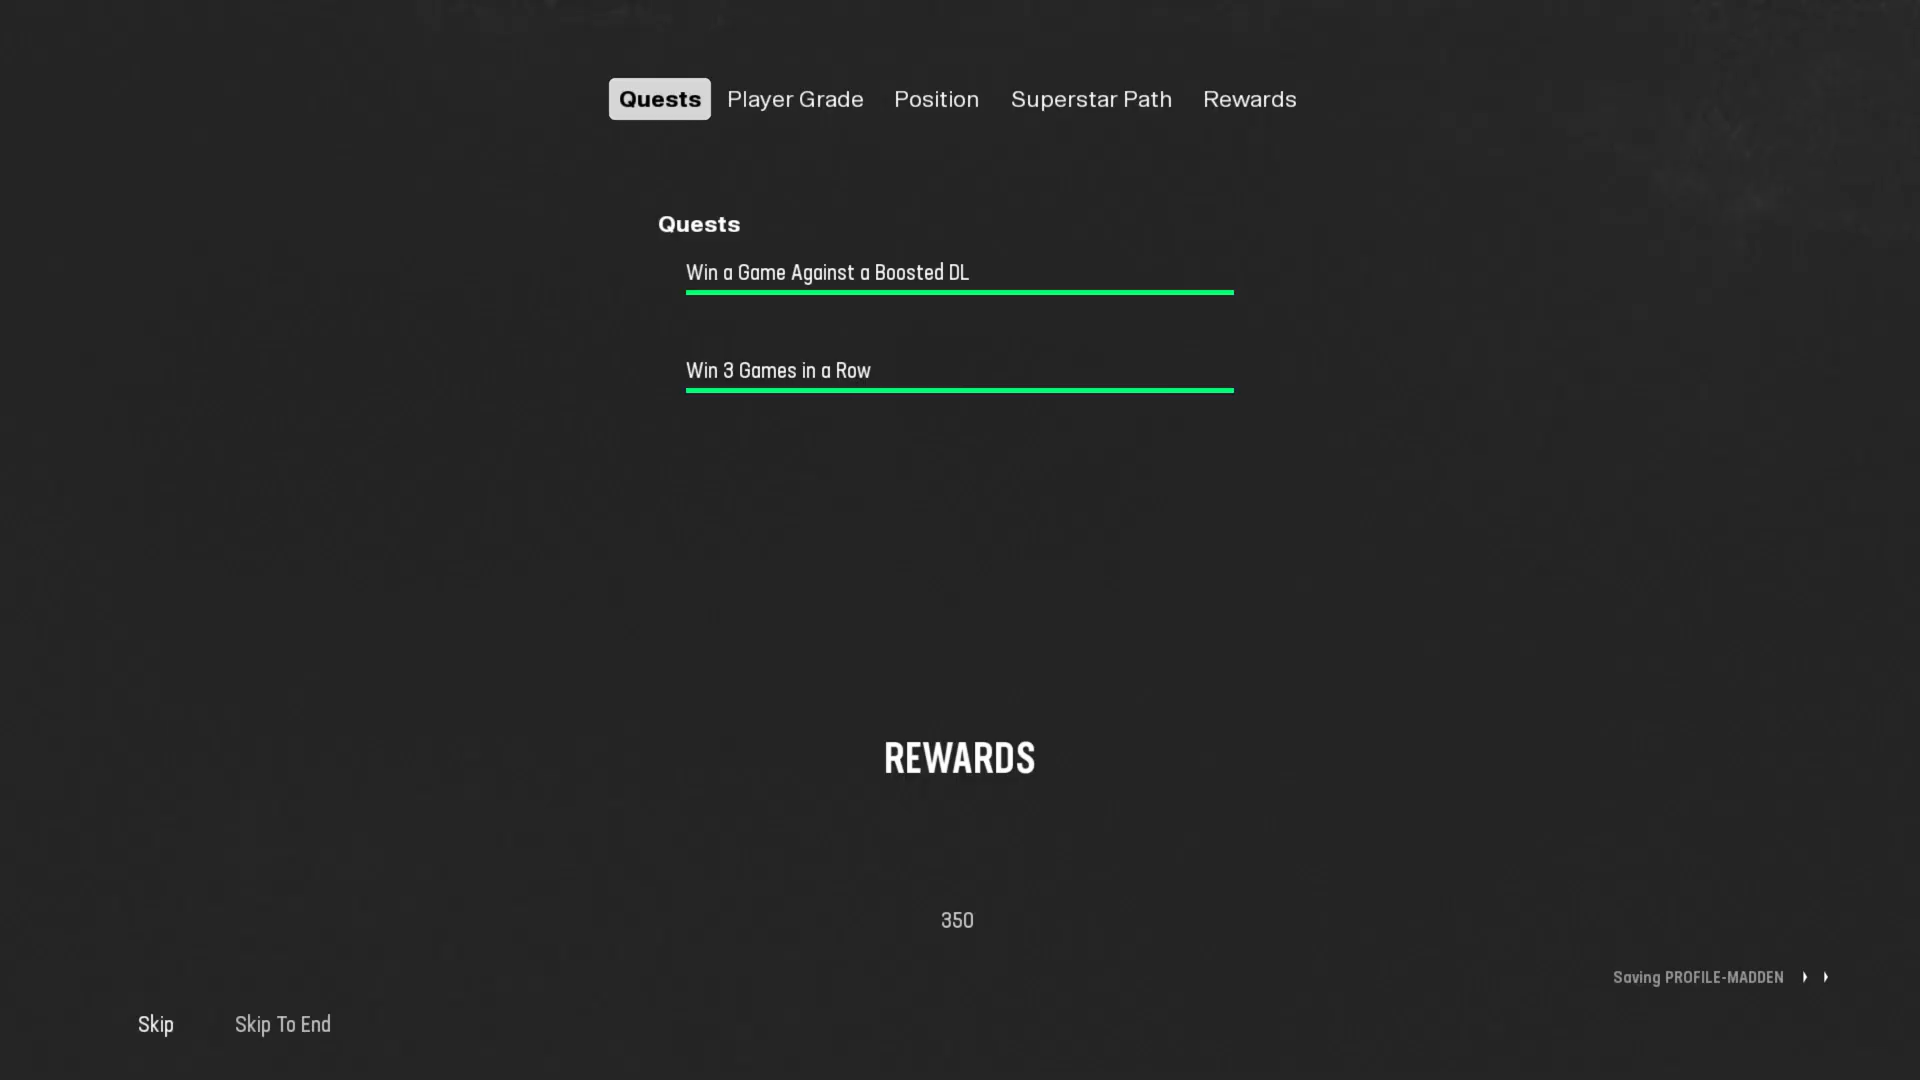 Quests Player Grade Position Superstar Path Rewards
Quests
Win a Game Against a Boosted DL
Win 3 Games in a Row
REWARDS
350
Saving PROFILE-MADDEN
Skip Skip To End